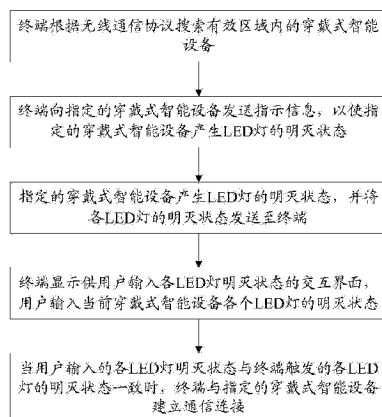 终端根据无线通信协议搜索有效区域内的穿戴式智能
设备
终端向指定的穿戴式智能设备发送指示信息，以使指
定的穿戴式智能设备产生LED灯的明灭状态
指定的穿戴式智能设备产生LED灯的明灭状态，并将
各LED灯的明灭状态发送至终端
终端显示供用户输入各LED灯明灭状态的交互界面，
用户输入当前穿戴式智能设备各个LED灯的明灭状态
当用户输入的各LED灯明灭状态与终端触发的各LED
灯的明灭状态一致时，终端与指定的穿戴式智能设备
建立通信连接